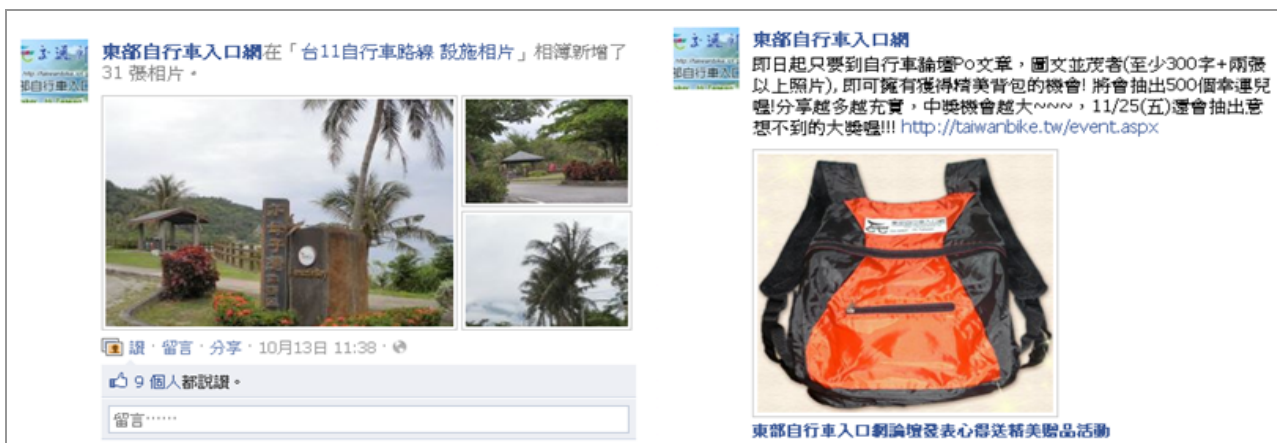 東部自行車入口網在「台11自行車路線 設施相片」相簿新增了
31 張相片。
讚 · 留言 · 分享 · 10月13日 11:38 ·
9 個人都說讚。
留言……
東部自行車入口網
即日起只要到自行車論壇Po文章，圖文並茂者(至少300字+兩張
以上照片), 即可擁有獲得精美背包的機會! 將會抽出500個幸運兒
喔!分享越多越充實，中獎機會越大~~~，11/25(五)還會抽出意
想不到的大獎喔!!! http://taiwanbike.tw/event.aspx
東部自行車入口網
東部自行車入口網論壇發表心得送精美贈品活動